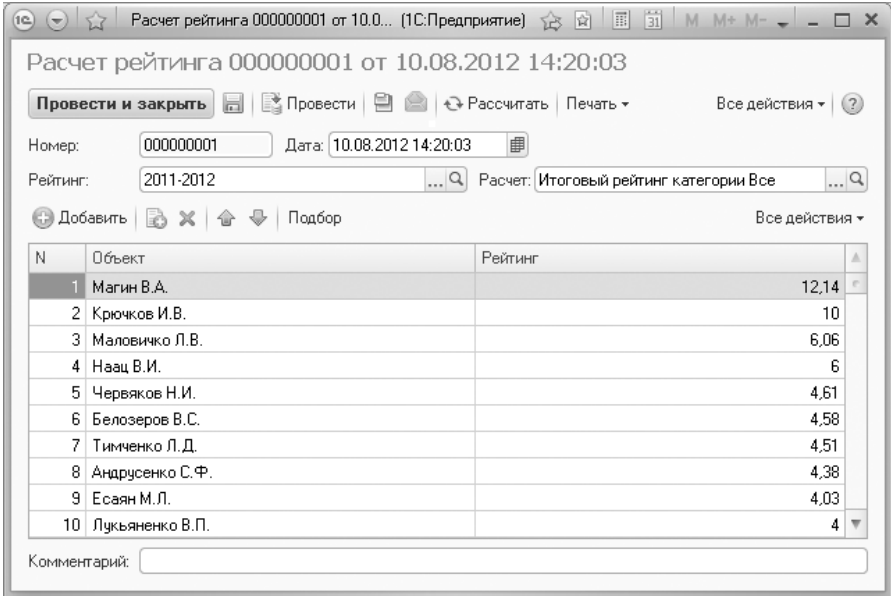 1С Расчет рейтинга 000000001 от 10.0... (1С:Предприятие) 31 M M+ M-
Расчет рейтинга 000000001 от 10.08.2012 14:20:03
Провести и закрыть Провести Рассчитать Печать Все действия ?
Номер: 000000001 Дата: 10.08.2012 14:20:03
Рейтинг: 2011-2012 ... Расчет: Итоговый рейтинг категории Все ...
Добавить Подбор Все действия
N Объект Рейтинг
1 Магин В.А. 12,14
2 Крючков И.В. 10
3 Маловичко Л.В. 6,06
4 Наац В.И. 6
5 Червяков Н.И. 4,61
6 Белозеров В.С. 4,58
7 Тимченко Л.Д. 4,51
8 Андрусенко С.Ф. 4,38
9 Есаян М.Л. 4,03
10 Лукьяненко В.П. 4
Комментарий: